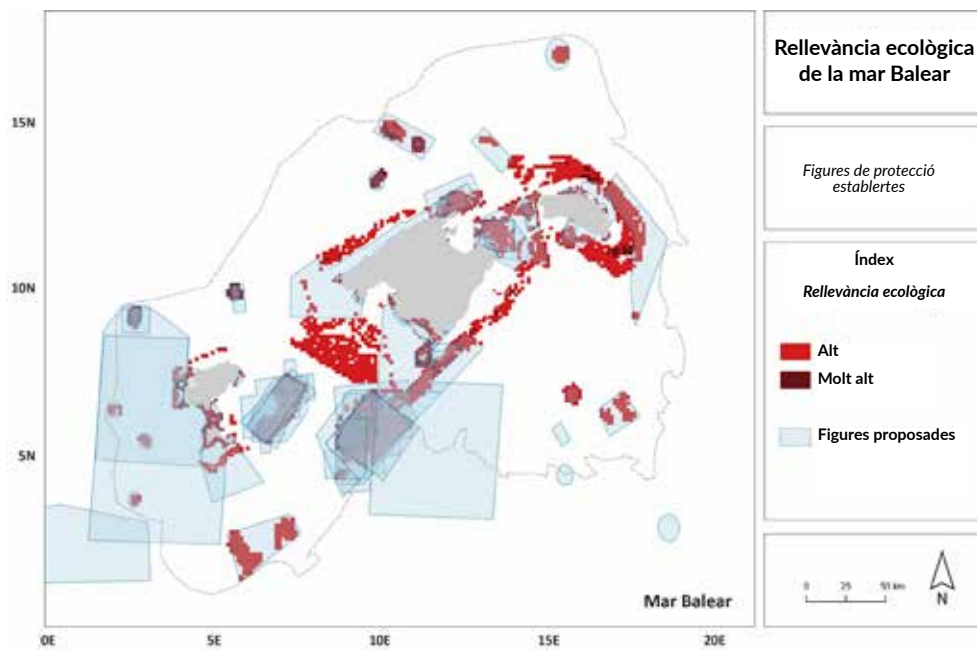 Rellevància ecològica
de la mar Balear
Figures de protecció
establertes
Índex
Rellevància ecològica
Alt
Molt alt
Figures proposades
0 25 50 km
N
15N
10N
5N
Mar Balear
0E 5E 10E 15E 20E